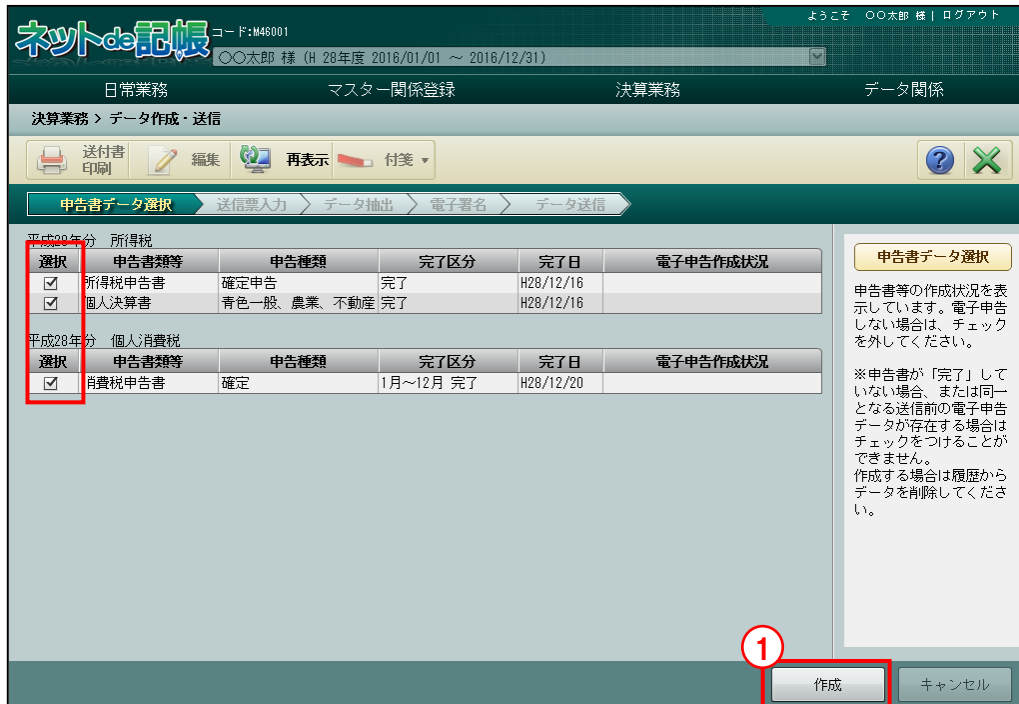 ようこそ 〇〇太郎 様 | ログアウト
ネットde記帳 コード:M46001
〇〇太郎 様 (H 28年度 2016/01/01 ～ 2016/12/31)
日常業務 マスター関係登録 決算業務 データ関係
決算業務 > データ作成・送信
送付書印刷 編集 再表示 付箋
申告書データ選択 送信票入力 データ抽出 電子署名 データ送信
平成28年分 所得税
選択 申告書類等 申告種類 完了区分 完了日 電子申告作成状況
所得税申告書 確定申告 完了 H28/12/16
個人決算書 青色一般、農業、不動産 完了 H28/12/16
平成28年分 個人消費税
選択 申告書類等 申告種類 完了区分 完了日 電子申告作成状況
消費税申告書 確定 1月～12月 完了 H28/12/20
申告書データ選択
申告書等の作成状況を表
示しています。電子申告
しない場合は、チェック
を外してください。
※申告書が「完了」して
いない場合、または同一
となる送信前の電子申告
データが存在する場合は
チェックをつけることが
できません。
作成する場合は履歴から
データを削除してくださ
い。
1
作成 キャンセル